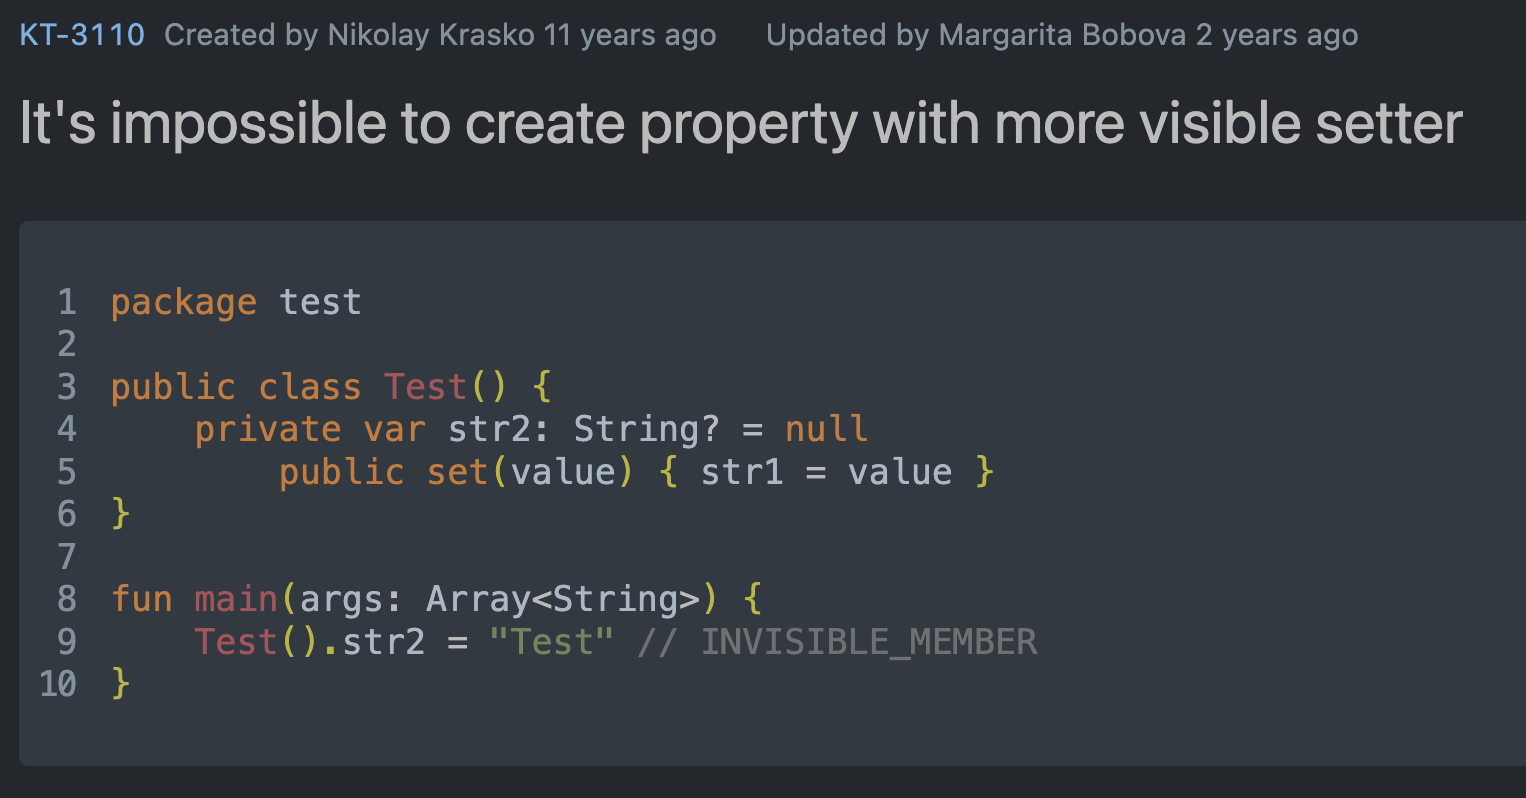 KT-3110 Created by Nikolay Krasko 11 years ago Updated by Margarita Bobova 2 years ago
It's impossible to create property with more visible setter
1 package test
2
3 public class Test() {
4     private var str2: String? = null
5         public set(value) { str1 = value }
6 }
7
8 fun main(args: Array<String>) {
9     Test().str2 = "Test" // INVISIBLE_MEMBER
10 }